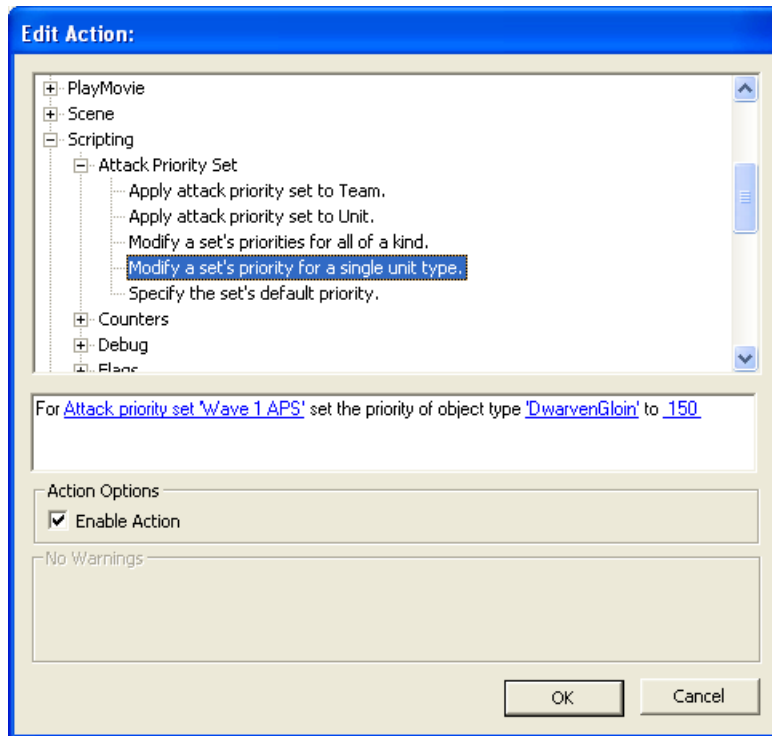 Edit Action:
PlayMovie
Scene
Scripting
Attack Priority Set
Apply attack priority set to Team.
Apply attack priority set to Unit.
Modify a set's priorities for all of a kind.
Modify a set's priority for a single unit type.
Specify the set's default priority.
Counters
Debug
Flags
For Attack priority set 'Wave 1 APS' set the priority of object type 'DwarvenGloin' to 150
Action Options
Enable Action
No Warnings
OK Cancel